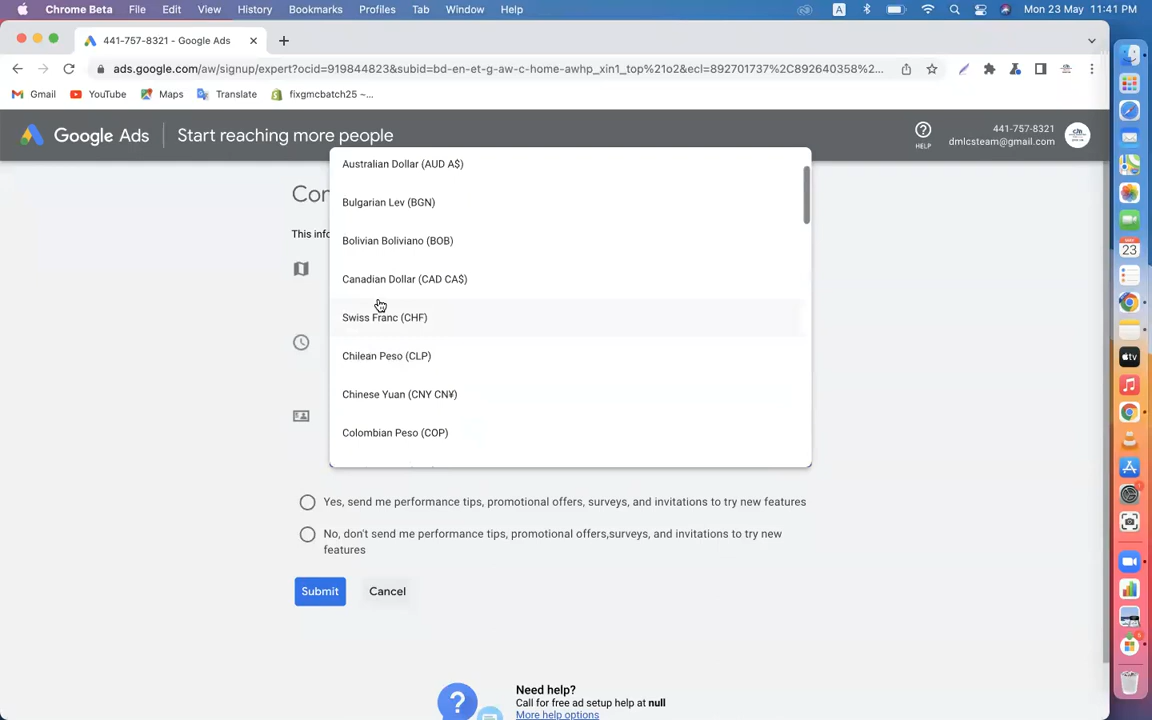 Chrome Beta File Edit View History Bookmarks Profiles Tab Window Help A Mon 23 May 11:41 PM
441-757-8321 - Google Ads
ads.google.com/aw/signup/expert?ocid=919844823&subid=bd-en-et-g-aw-c-home-awhp_xin1_top%21o2&ecl=892701737%2C892640358%2...
Gmail YouTube Maps Translate fixgmcbatch25 ~...
Google Ads Start reaching more people
HELP
441-757-8321
dmlcsteam@gmail.com
Con
This info
Australian Dollar (AUD A$)
Bulgarian Lev (BGN)
Bolivian Boliviano (BOB)
Canadian Dollar (CAD CA$)
Swiss Franc (CHF)
Chilean Peso (CLP)
Chinese Yuan (CNY CN¥)
Colombian Peso (COP)
Yes, send me performance tips, promotional offers, surveys, and invitations to try new features
No, don't send me performance tips, promotional offers,surveys, and invitations to try new
features
Submit Cancel
Need help?
Call for free ad setup help at null
More help options
23
tv